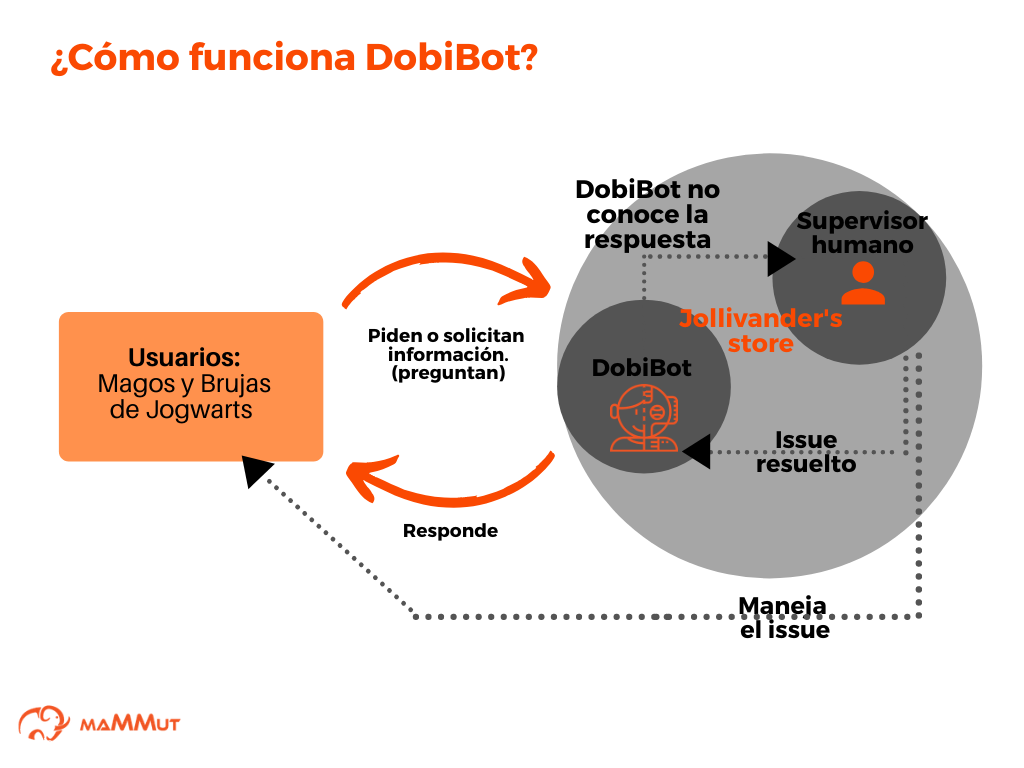 ¿Cómo funciona DobiBot?
DobiBot no
conoce la
respuesta
Supervisor
humano
Jollivander's
store
Piden o solicitan
información.
(preguntan)
Usuarios:
Magos y Brujas
de Jogwarts
DobiBot
Issue
resuelto
Responde
Maneja
el issue
MAMMUT